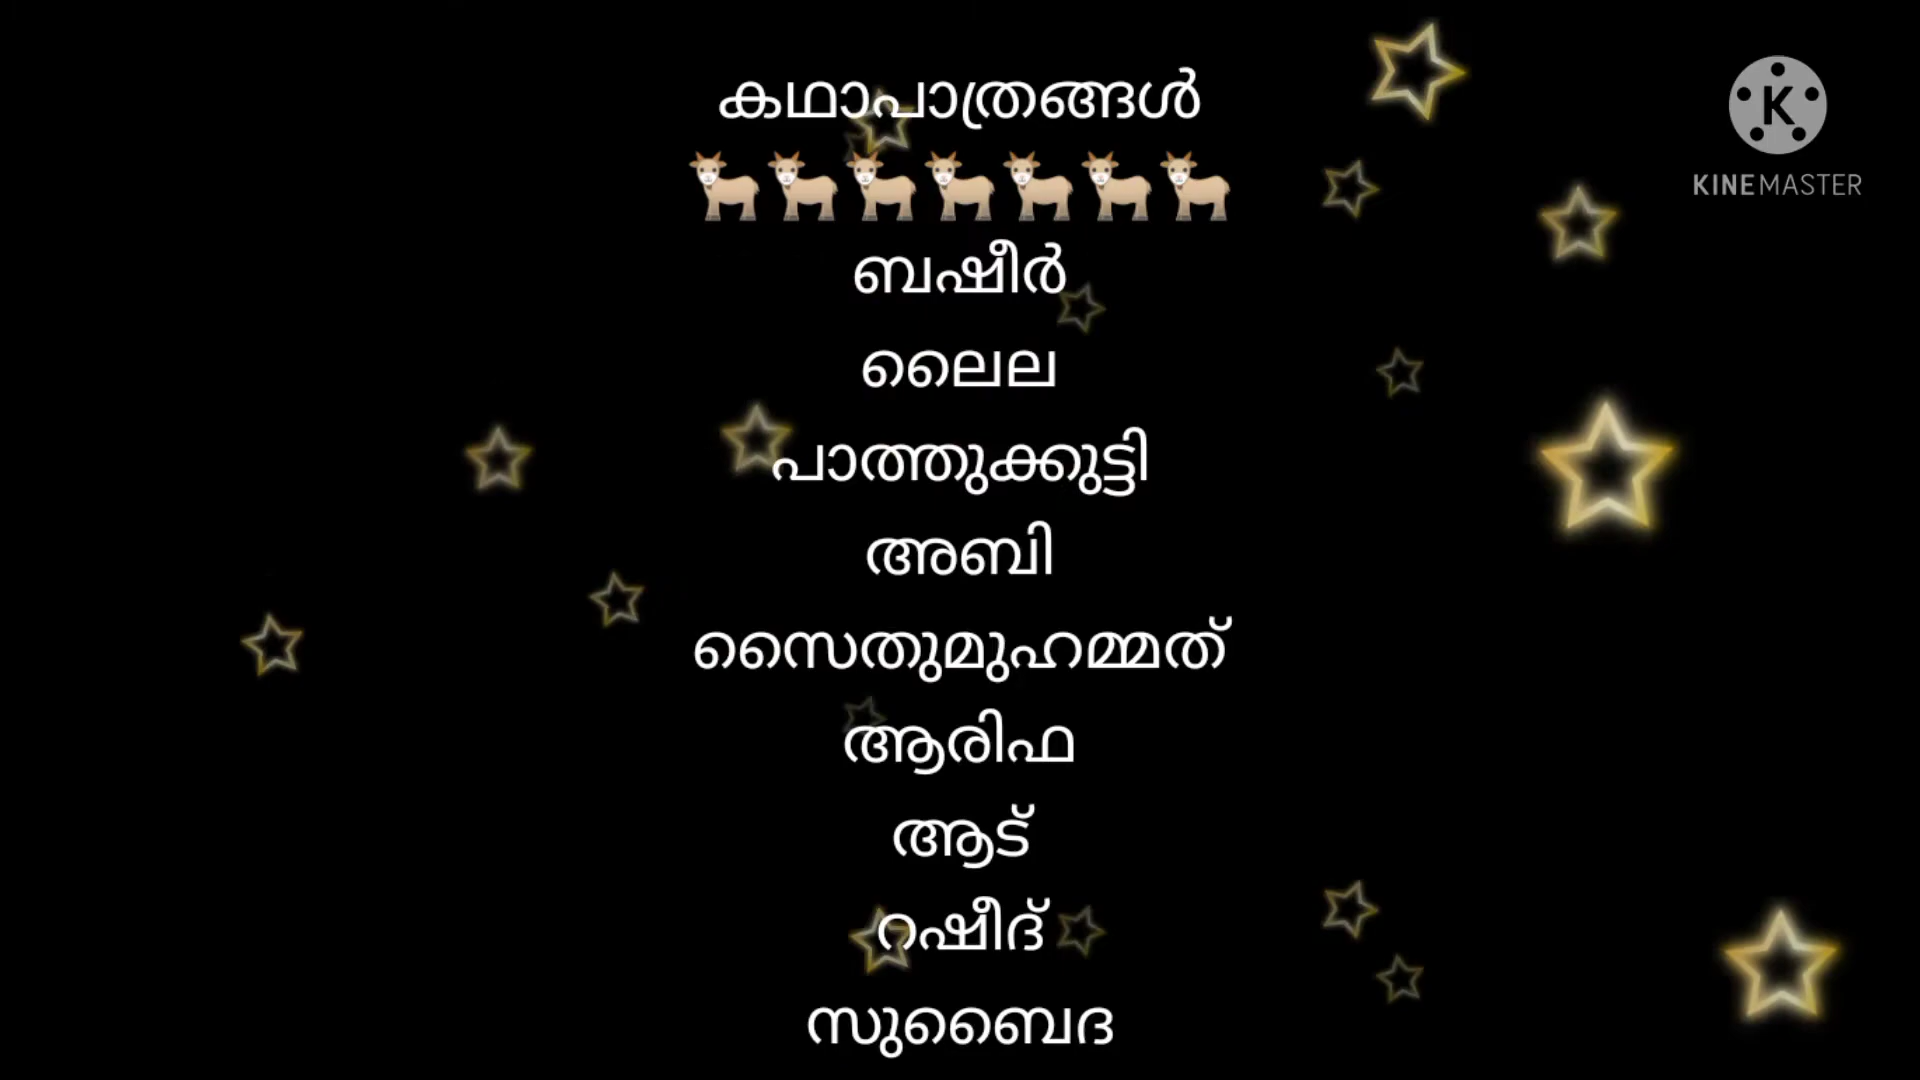 കഥാപാത്രങ്ങൾ
🐐🐐🐐🐐🐐🐐🐐
ബഷീർ
ലൈല
പാത്തുക്കുട്ടി
അബി
സൈതുമുഹമ്മത്
ആരിഫ
ആട്
റഷീദ്
സുബൈദ
K
KINEMASTER